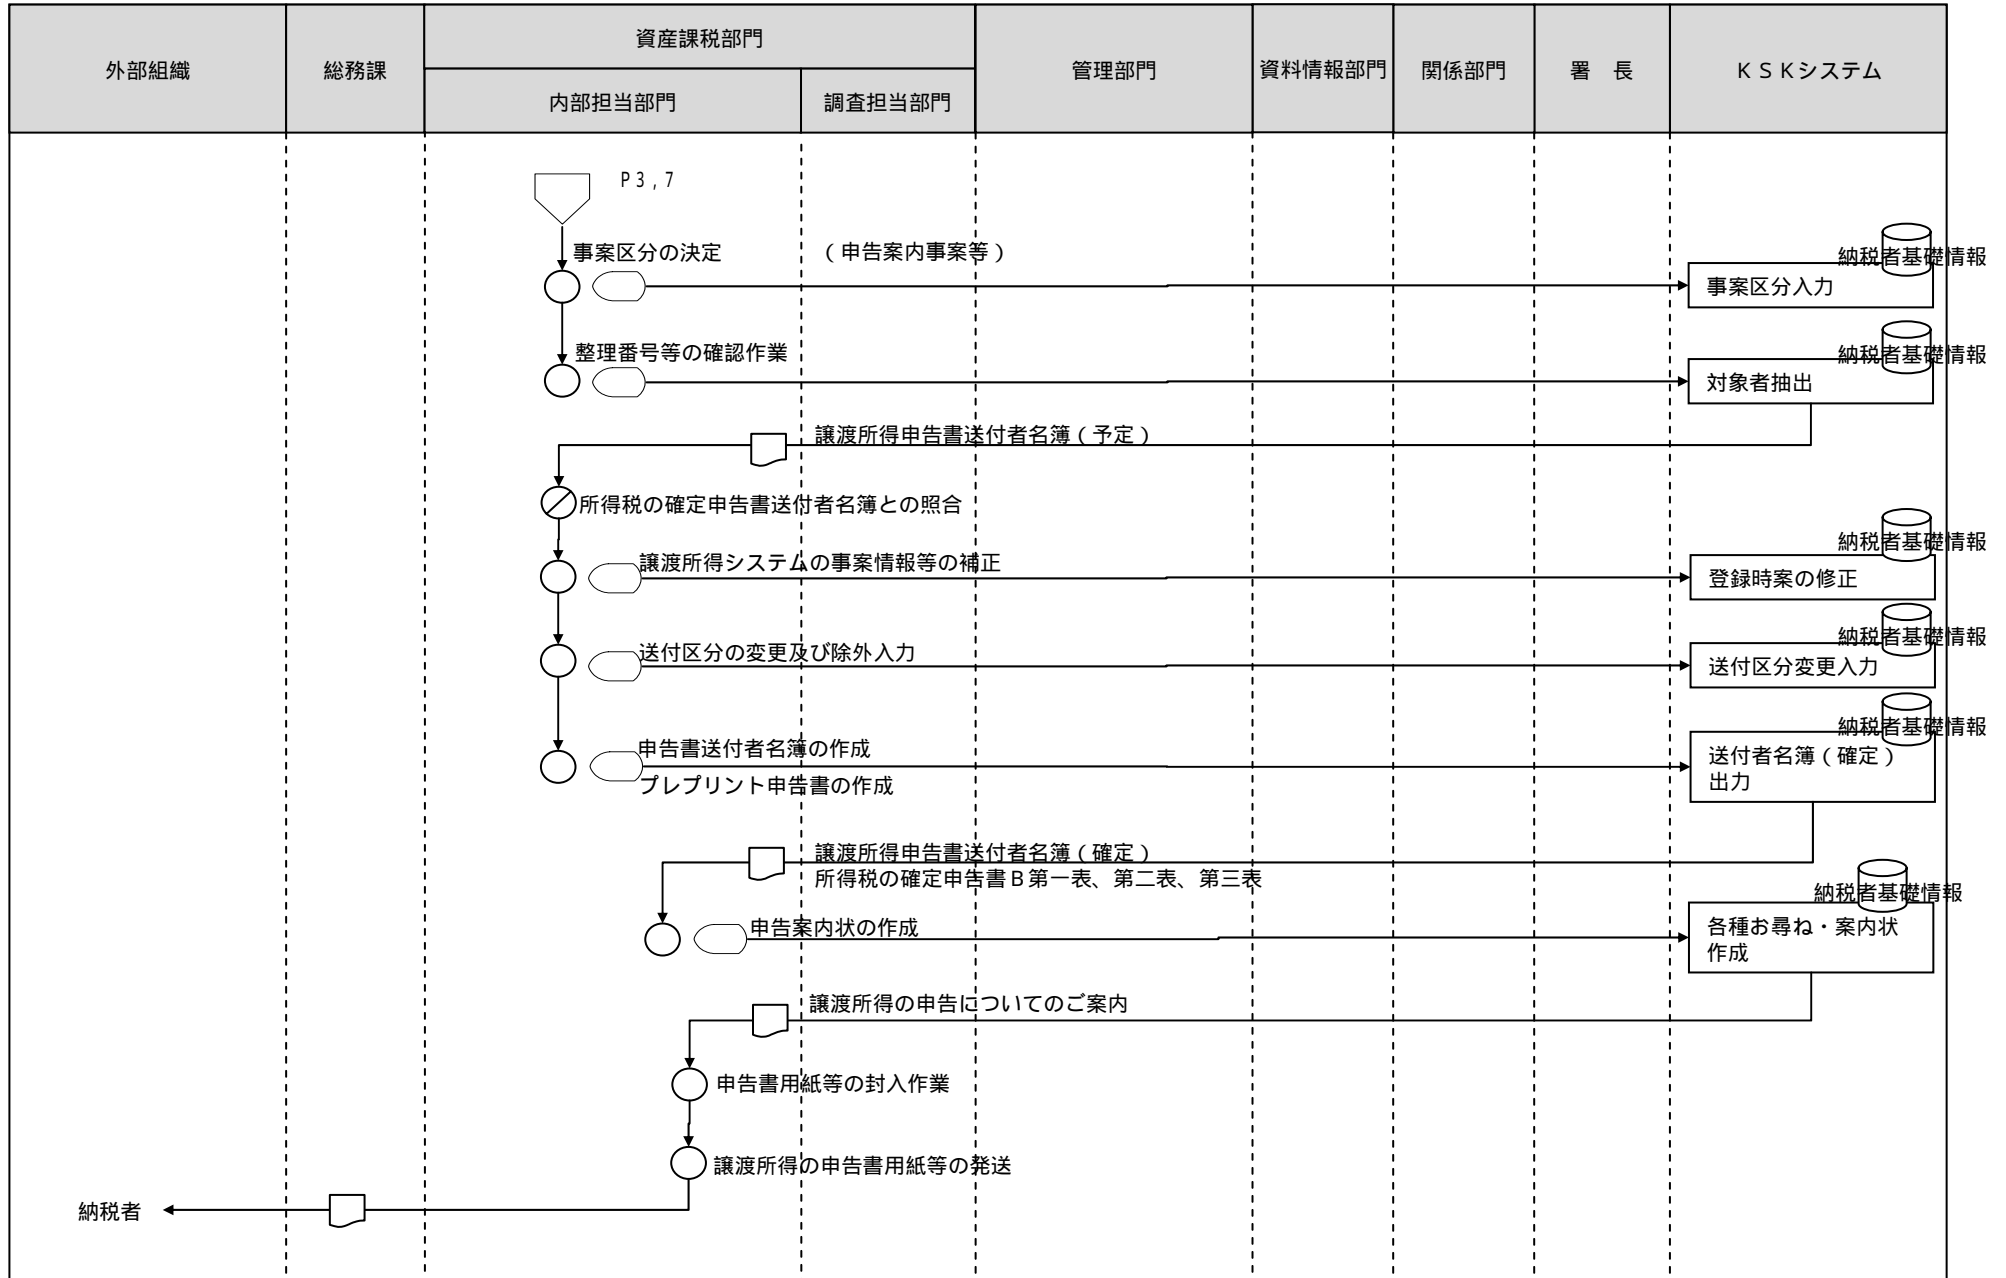 外部組織
総務課
資産課税部門
内部担当部門
調査担当部門
管理部門
資料情報部門
関係部門
署　長
ＫＳＫシステム
P3,7
事案区分の決定
（申告案内事案等）
納税者基礎情報
事案区分入力
整理番号等の確認作業
納税者基礎情報
対象者抽出
譲渡所得申告書送付者名簿（予定）
所得税の確定申告書送付者名簿との照合
納税者基礎情報
譲渡所得システムの事案情報等の補正
登録時案の修正
納税者基礎情報
送付区分の変更及び除外入力
送付区分変更入力
納税者基礎情報
申告書送付者名簿の作成
プレプリント申告書の作成
送付者名簿（確定）
出力
譲渡所得申告書送付者名簿（確定）
所得税の確定申告書Ｂ第一表、第二表、第三表
納税者基礎情報
申告案内状の作成
各種お尋ね・案内状
作成
譲渡所得の申告についてのご案内
申告書用紙等の封入作業
譲渡所得の申告書用紙等の発送
納税者